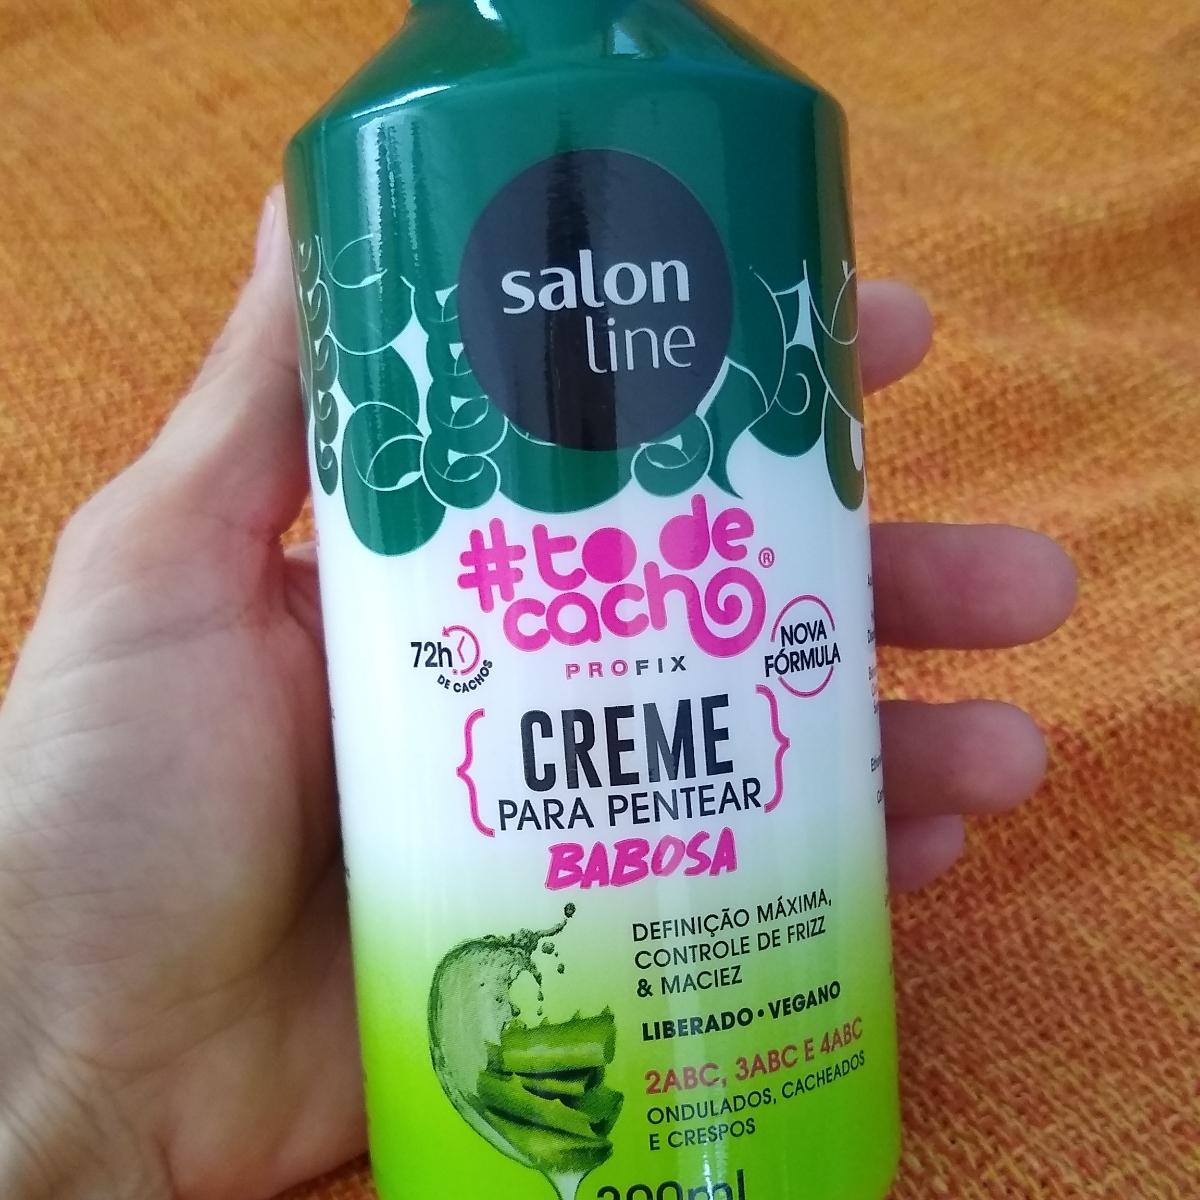 salon
line
#to de
cacho®
PROFIX
72h
DE CACHOS
NOVA
FÓRMULA
{CREME
PARA PENTEAR}
BABOSA
DEFINIÇÃO MÁXIMA,
CONTROLE DE FRIZZ
& MACIEZ
LIBERADO • VEGANO
2ABC, 3ABC E 4ABC
ONDULADOS, CACHEADOS
E CRESPOS